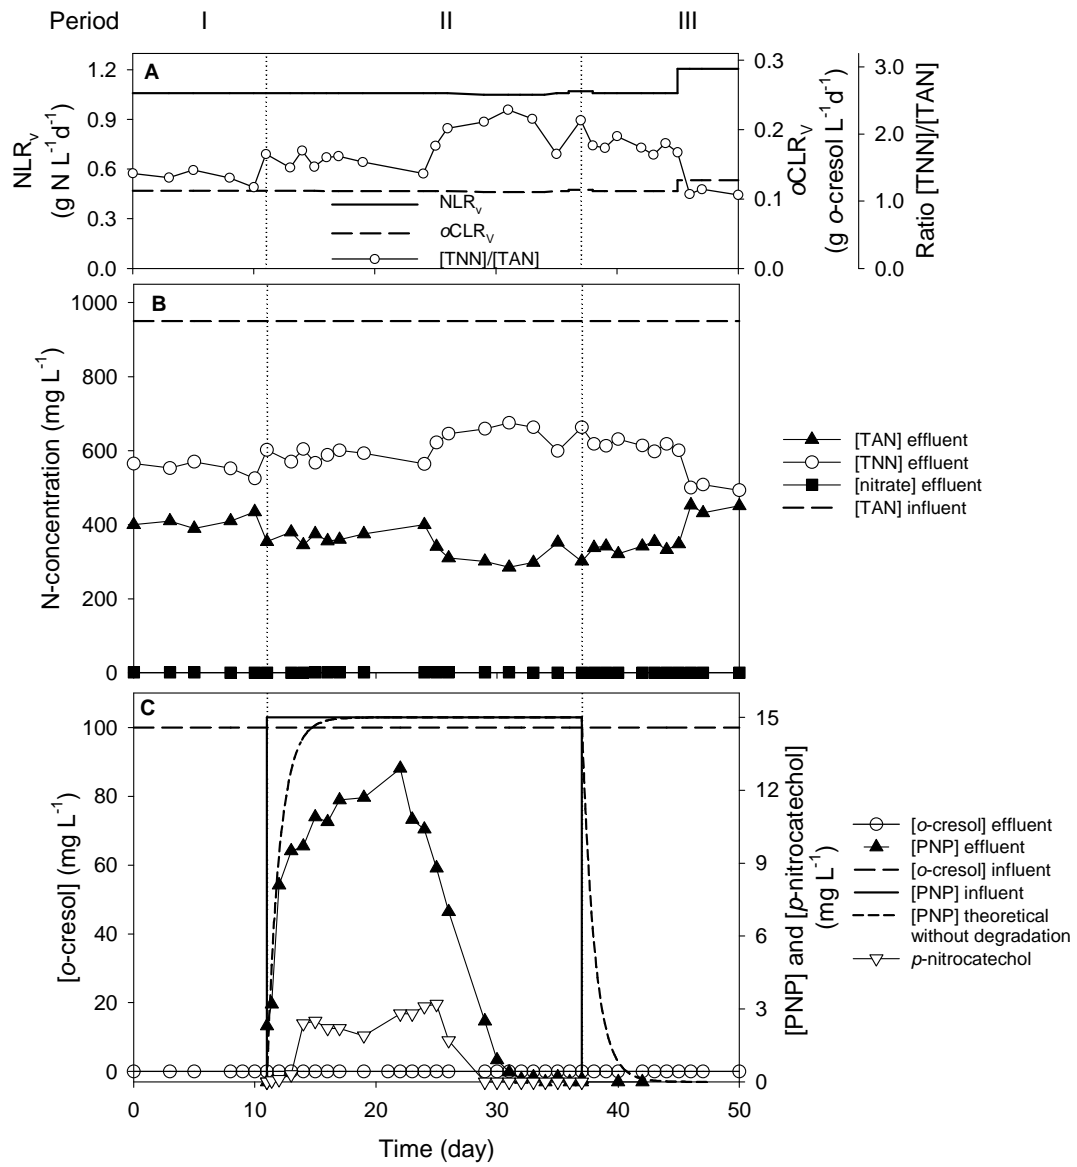 Period I II III
A
1.2
0.9
0.6
0.3
0.0
NLRv
(g N L-1d-1)
0.3
0.2
0.1
0.0
oCLRV
(g o-cresol L-1d-1)
3.0
2.0
1.0
0.0
Ratio [TNN]/[TAN]
NLRv
oCLRV
[TNN]/[TAN]
B
1000
800
600
400
200
0
N-concentration (mg L-1)
[TAN] effluent
[TNN] effluent
[nitrate] effluent
[TAN] influent
C
100
80
60
40
20
0
[o-cresol] (mg L-1)
15
12
9
6
3
0
[PNP] and [p-nitrocatechol]
(mg L-1)
[o-cresol] effluent
[PNP] effluent
[o-cresol] influent
[PNP] influent
[PNP] theoretical
without degradation
p-nitrocatechol
0 10 20 30 40 50
Time (day)